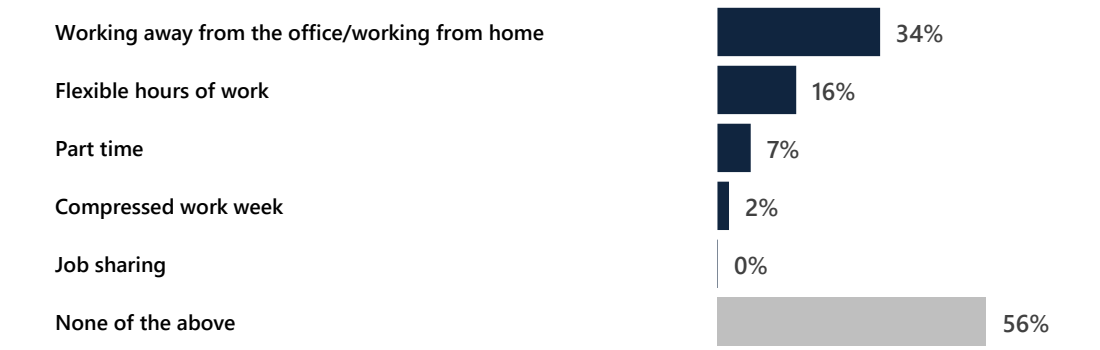 Working away from the office/working from home 34%
Flexible hours of work 16%
Part time 7%
Compressed work week 2%
Job sharing 0%
None of the above 56%